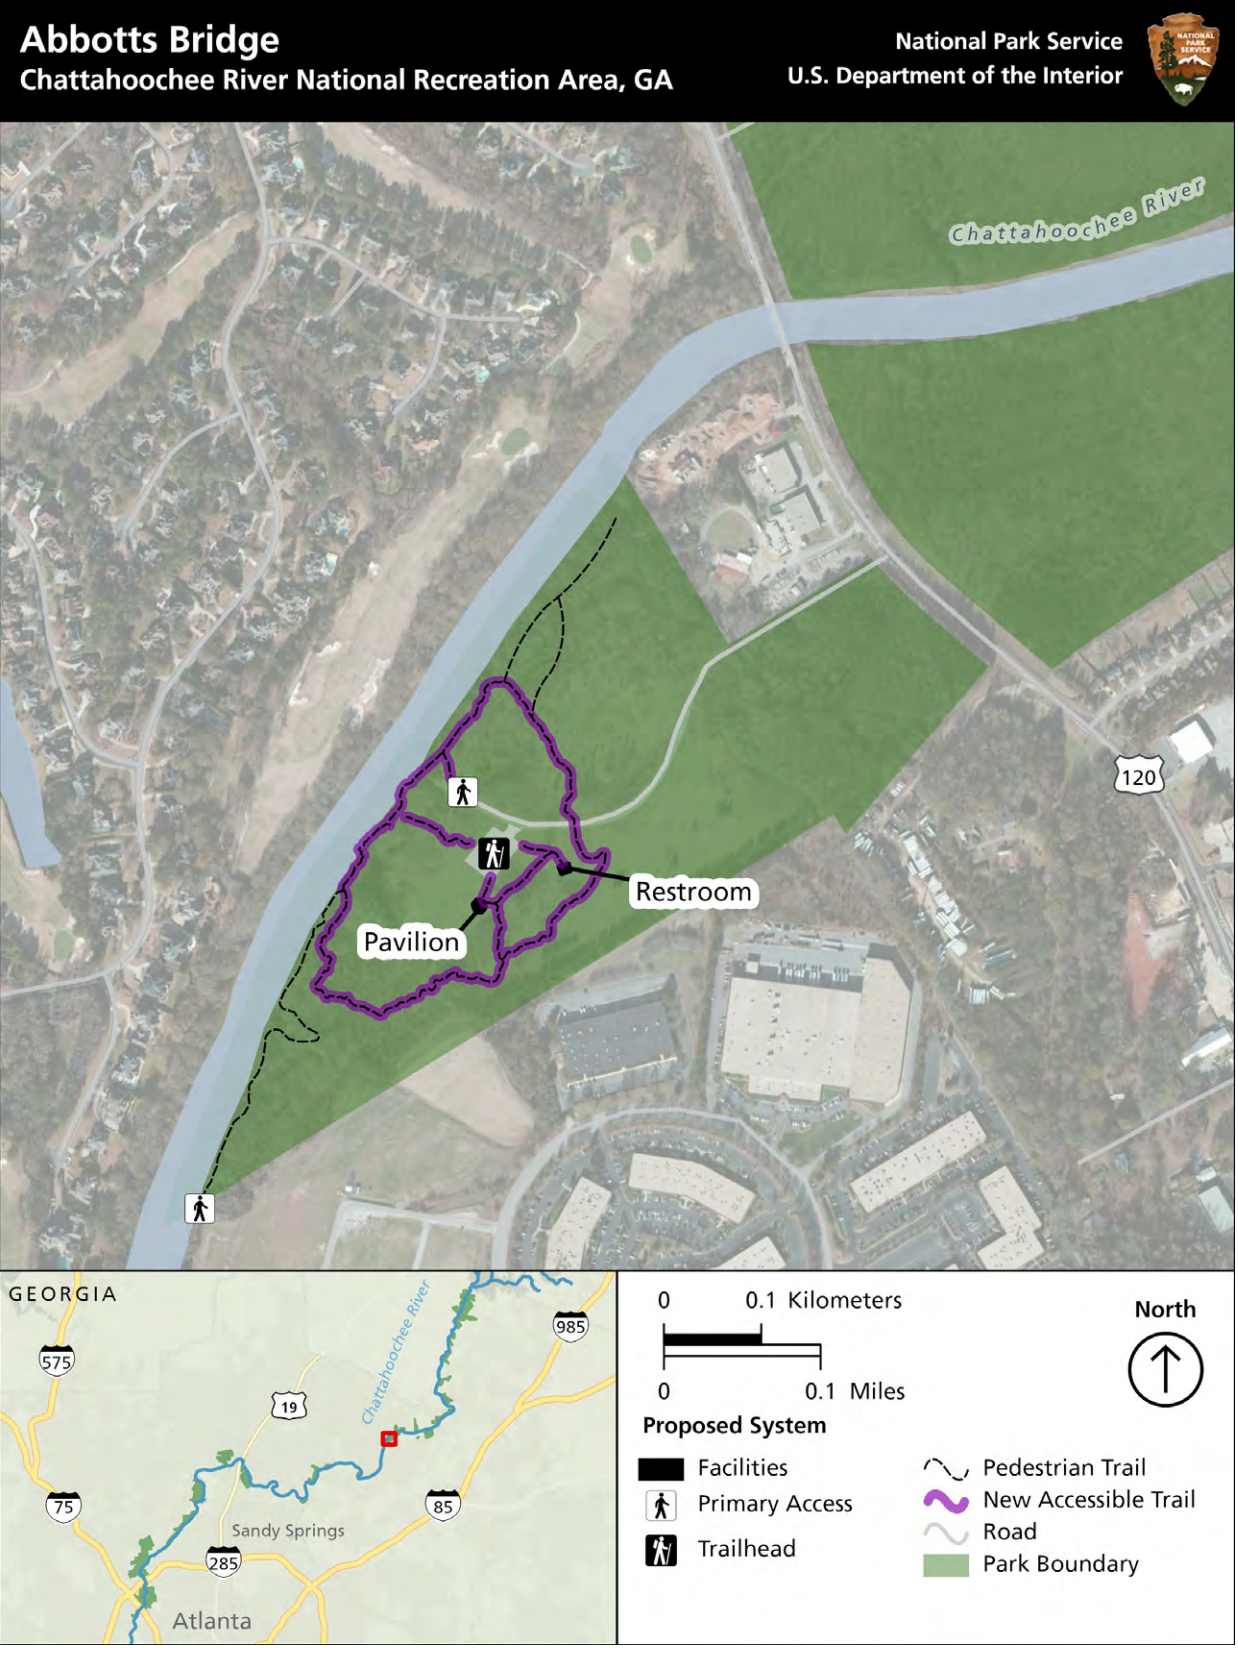 Abbotts Bridge
Chattahoochee River National Recreation Area, GA
National Park Service
U.S. Department of the Interior
NATIONAL
PARK
SERVICE
Chattahoochee River
120
Restroom
Pavilion
GEORGIA
Chattahoochee River
985
575
19
75
85
Sandy Springs
285
Atlanta
0 0.1 Kilometers
0 0.1 Miles
North
Proposed System
Facilities
Primary Access
Trailhead
Pedestrian Trail
New Accessible Trail
Road
Park Boundary